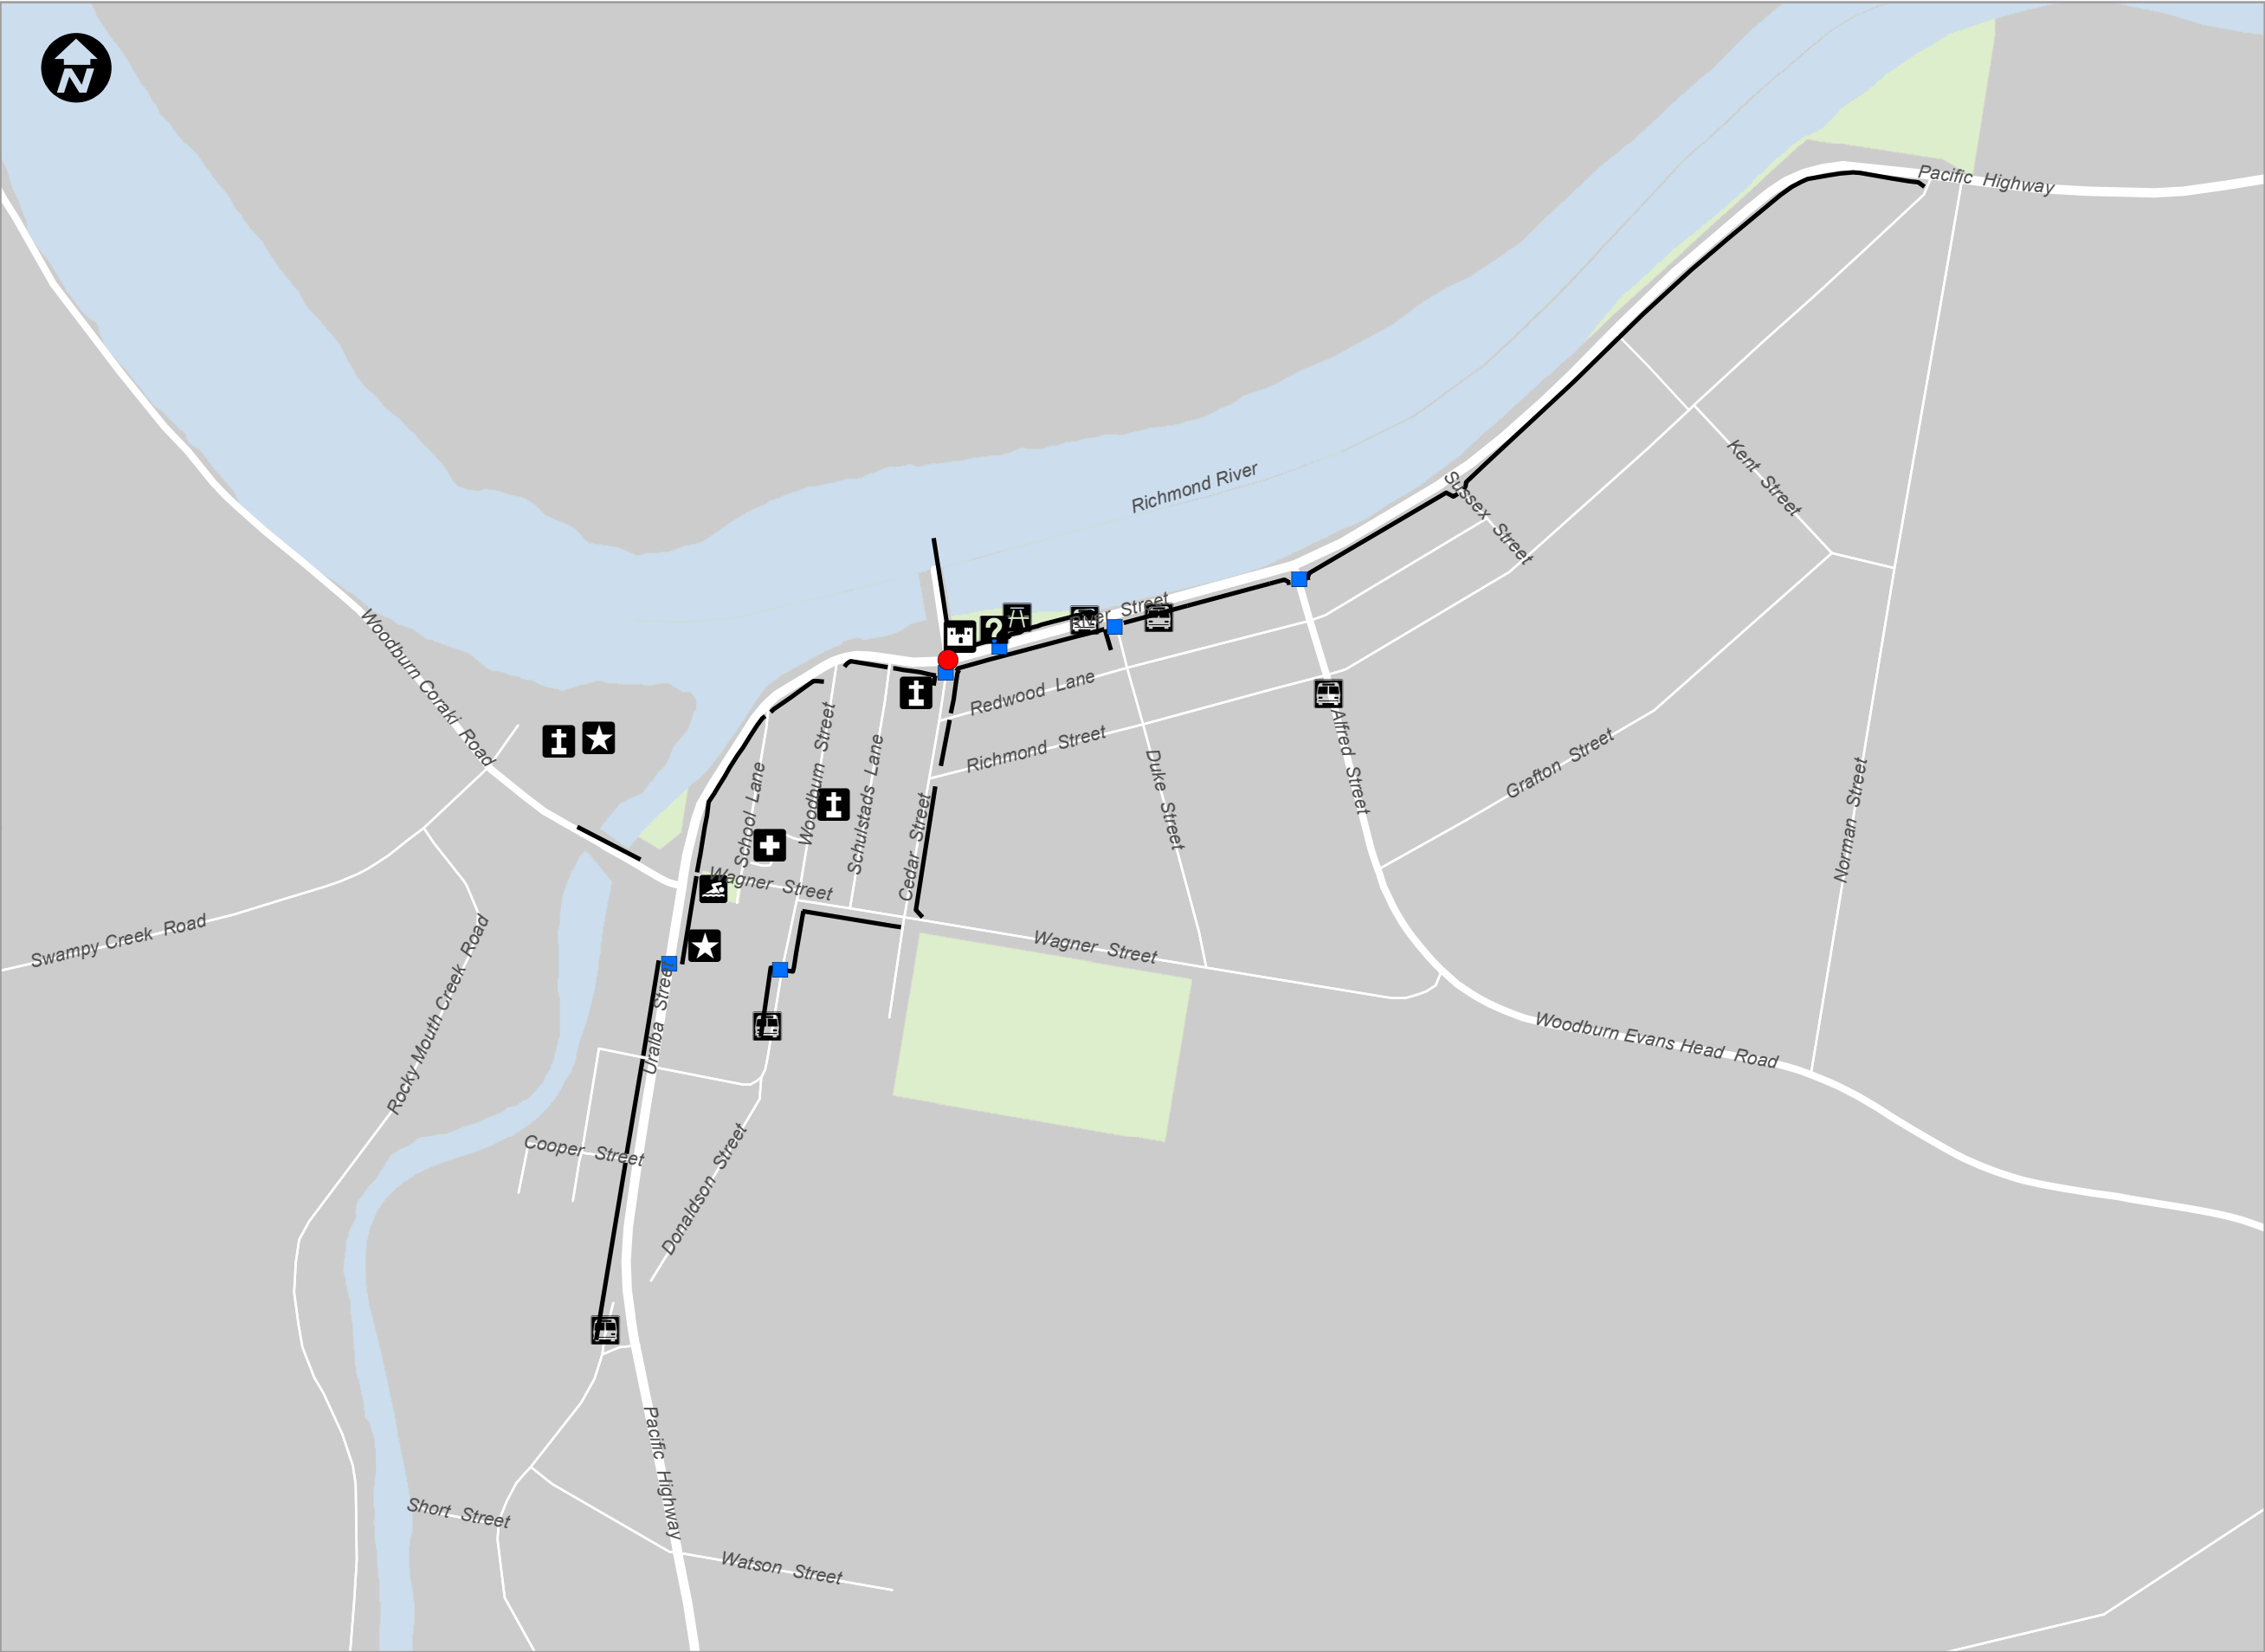 N
Pacific Highway
Kent Street
Richmond River
Sussex Street
River Street
Woodburn Coraki Road
Redwood Lane
Woodburn Street
Richmond Street
Alfred Street
Schulstads Lane
School Lane
Duke Street
Grafton Street
Norman Street
Cedar Street
Wagner Street
Swampy Creek Road
Rocky Mouth Creek Road
Wagner Street
Uralba Street
Woodburn Evans Head Road
Cooper Street
Donaldson Street
Pacific Highway
Short Street
Watson Street
?